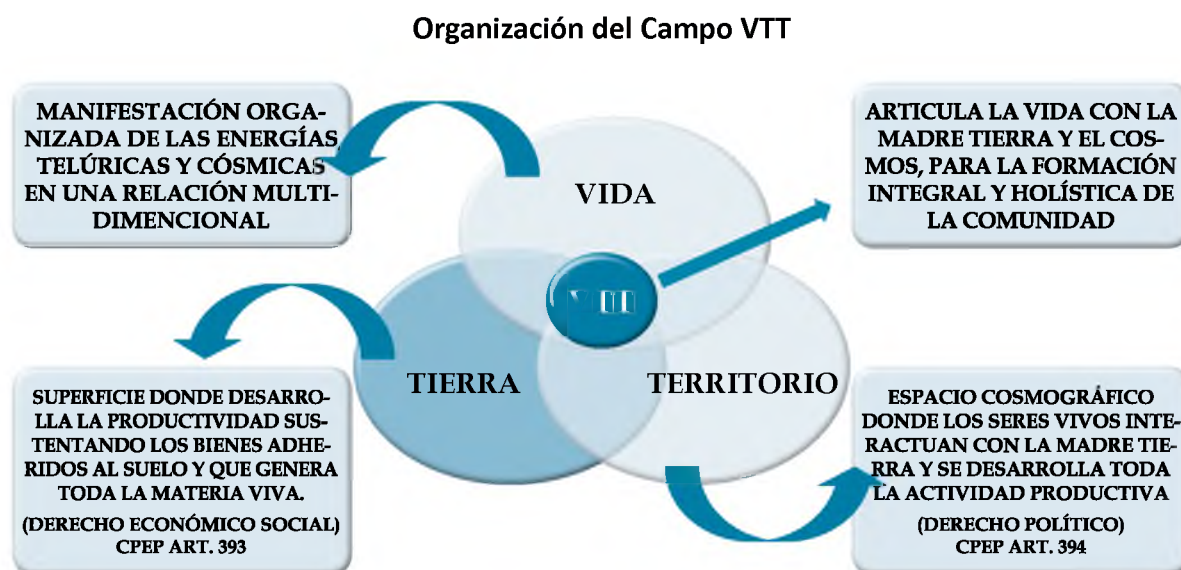 Organización del Campo VTT
MANIFESTACIÓN ORGA-
NIZADA DE LAS ENERGÍAS,
TELÚRICAS Y CÓSMICAS
EN UNA RELACIÓN MULTI-
DIMENCIONAL
ARTICULA LA VIDA CON LA
MADRE TIERRA Y EL COS-
MOS, PARA LA FORMACIÓN
INTEGRAL Y HOLÍSTICA DE
LA COMUNIDAD
VIDA
TIERRA
TERRITORIO
SUPERFICIE DONDE DESARRO-
LLA LA PRODUCTIVIDAD SUS-
TENTANDO LOS BIENES ADHE-
RIDOS AL SUELO Y QUE GENERA
TODA LA MATERIA VIVA.
(DERECHO ECONÓMICO SOCIAL)
CPEP ART. 393
ESPACIO COSMOGRÁFICO
DONDE LOS SERES VIVOS INTE-
RACTUAN CON LA MADRE TIE-
RRA Y SE DESARROLLA TODA
LA ACTIVIDAD PRODUCTIVA
(DERECHO POLÍTICO)
CPEP ART. 394